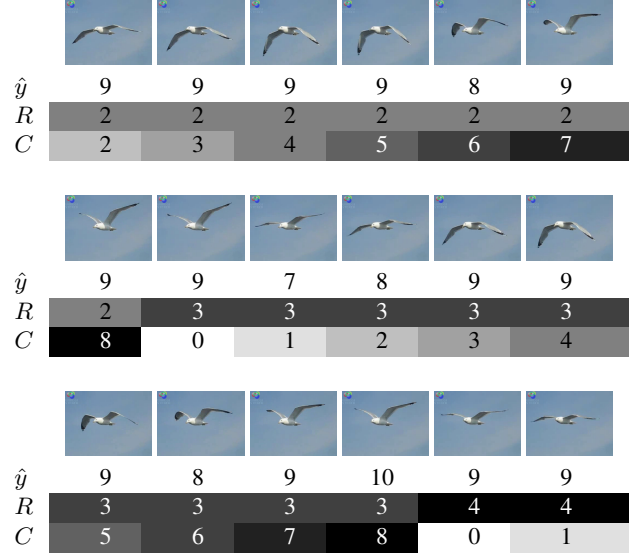 ŷ 9 9 9 9 8 9
R 2 2 2 2 2 2
C 2 3 4 5 6 7
ŷ 9 9 7 8 9 9
R 2 3 3 3 3 3
C 8 0 1 2 3 4
ŷ 9 8 9 10 9 9
R 3 3 3 3 4 4
C 5 6 7 8 0 1